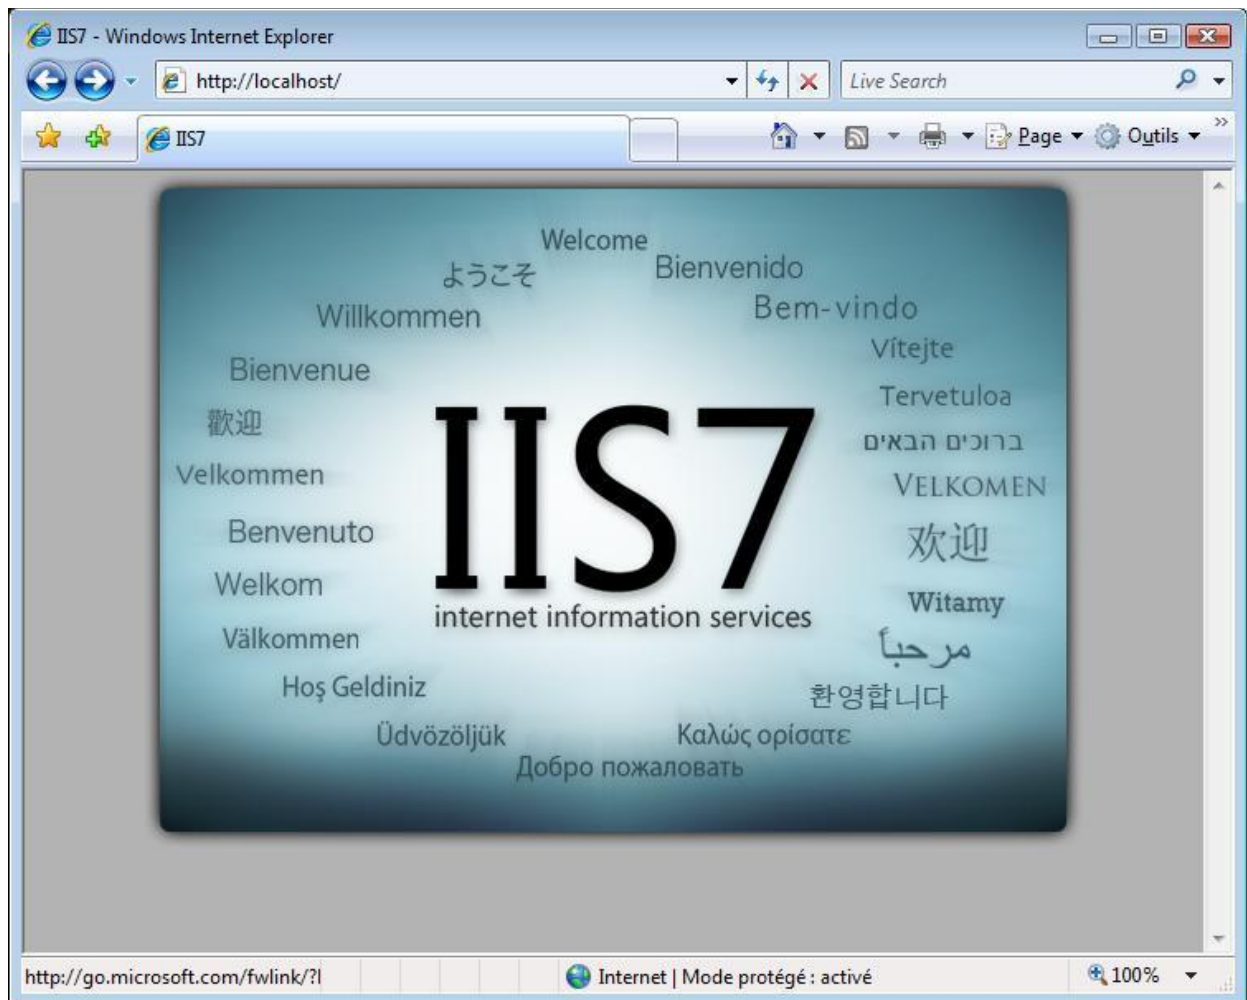 IIS7 - Windows Internet Explorer
http://localhost/
Live Search
IIS7
Page
Outils
Welcome
ようこそ
Bienvenido
Willkommen
Bem-vindo
Vítejte
Bienvenue
Tervetuloa
歡迎
ברוכים הבאים
Velkommen
VELKOMEN
Benvenuto
欢迎
IIS7
Welkom
Witamy
internet information services
Välkommen
مرحباً
Hoş Geldiniz
환영합니다
Üdvözöljük
Καλώς ορίσατε
Добро пожаловать
http://go.microsoft.com/fwlink/?l
Internet | Mode protégé : activé
100%